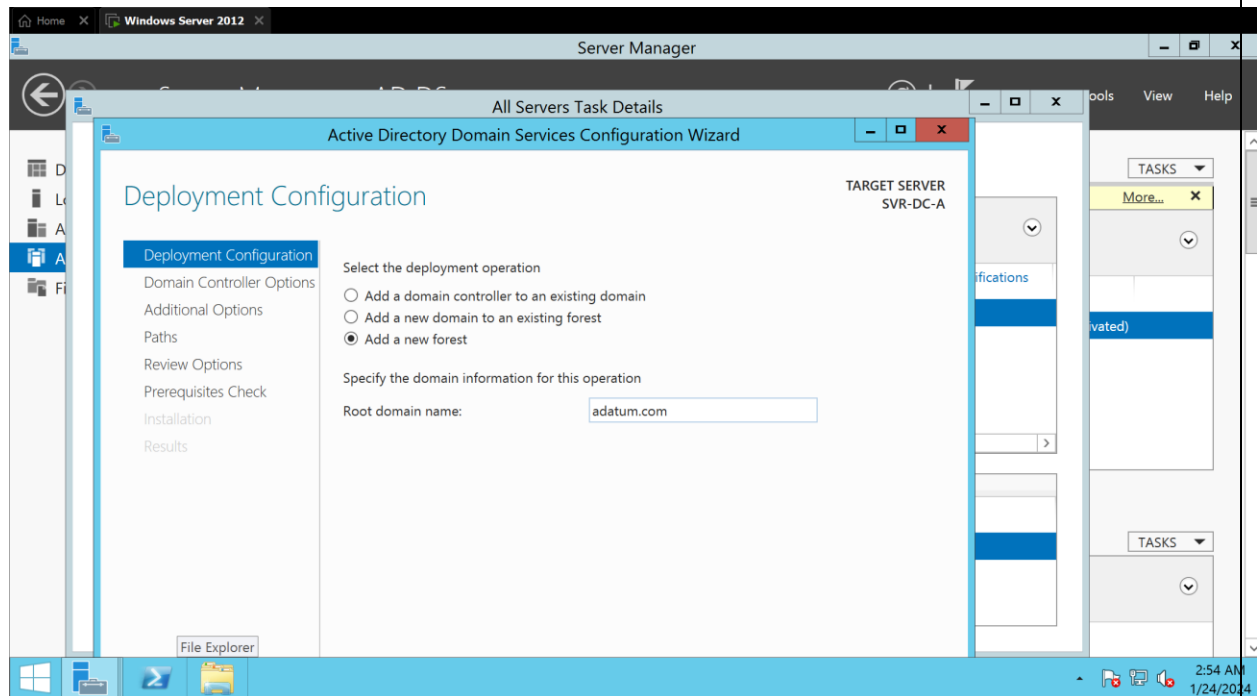 Home
Windows Server 2012
Server Manager
View
Help
All Servers Task Details
Active Directory Domain Services Configuration Wizard
Deployment Configuration
TARGET SERVER
SVR-DC-A
TASKS
More...
Deployment Configuration
Domain Controller Options
Additional Options
Paths
Review Options
Prerequisites Check
Installation
Results
Select the deployment operation
Add a domain controller to an existing domain
Add a new domain to an existing forest
Add a new forest
Specify the domain information for this operation
Root domain name:
adatum.com
TASKS
File Explorer
2:54 AM
1/24/2024